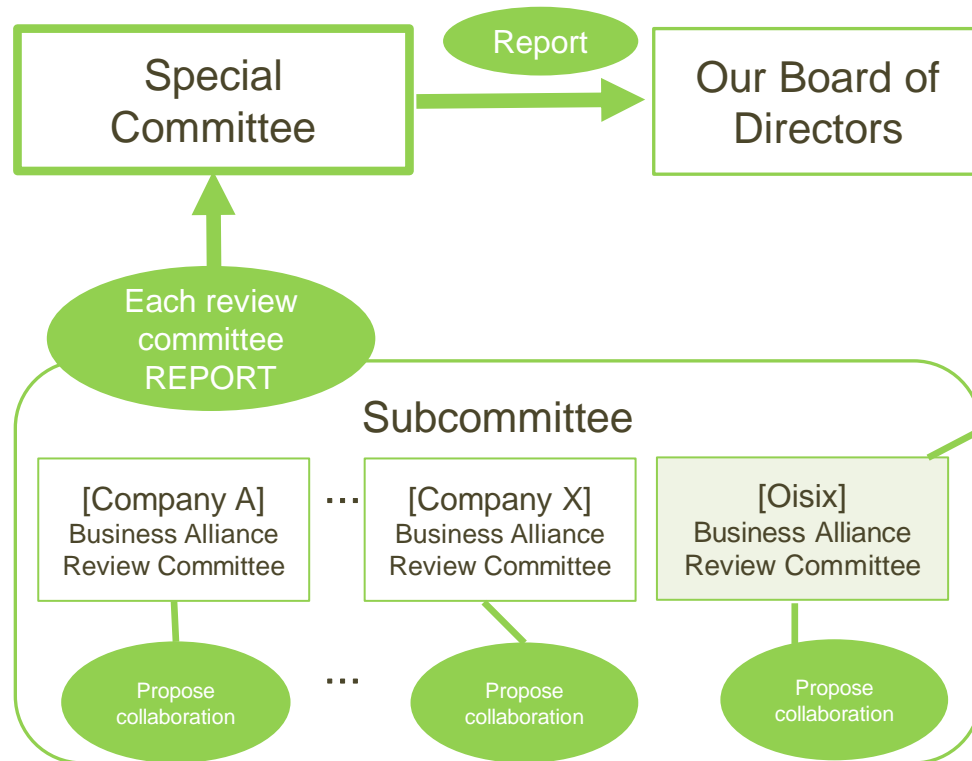 Report
Special
Committee
Our Board of
Directors
Each review
committee
REPORT
Subcommittee
[Company A]
Business Alliance
Review Committee
...
[Company X]
Business Alliance
Review Committee
[Oisix]
Business Alliance
Review Committee
Propose
collaboration
...
Propose
collaboration
Propose
collaboration